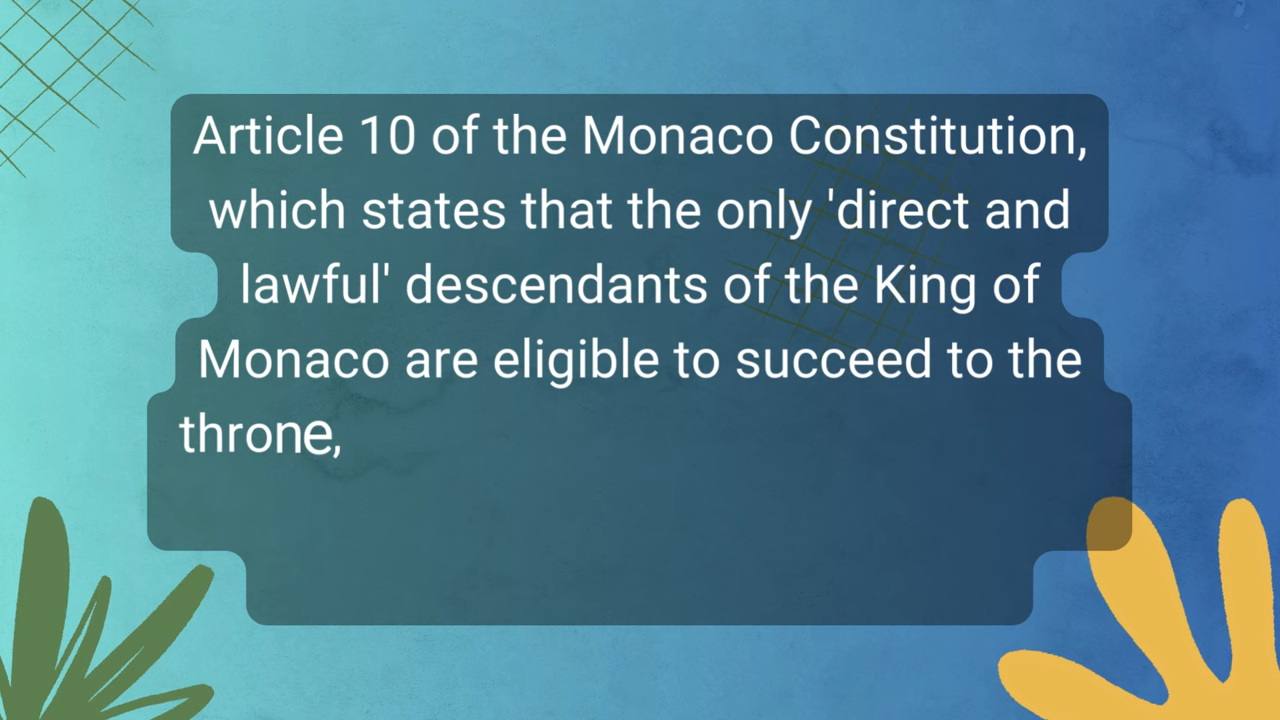 Article 10 of the Monaco Constitution,
which states that the only 'direct and
lawful' descendants of the King of
Monaco are eligible to succeed to the
throne,